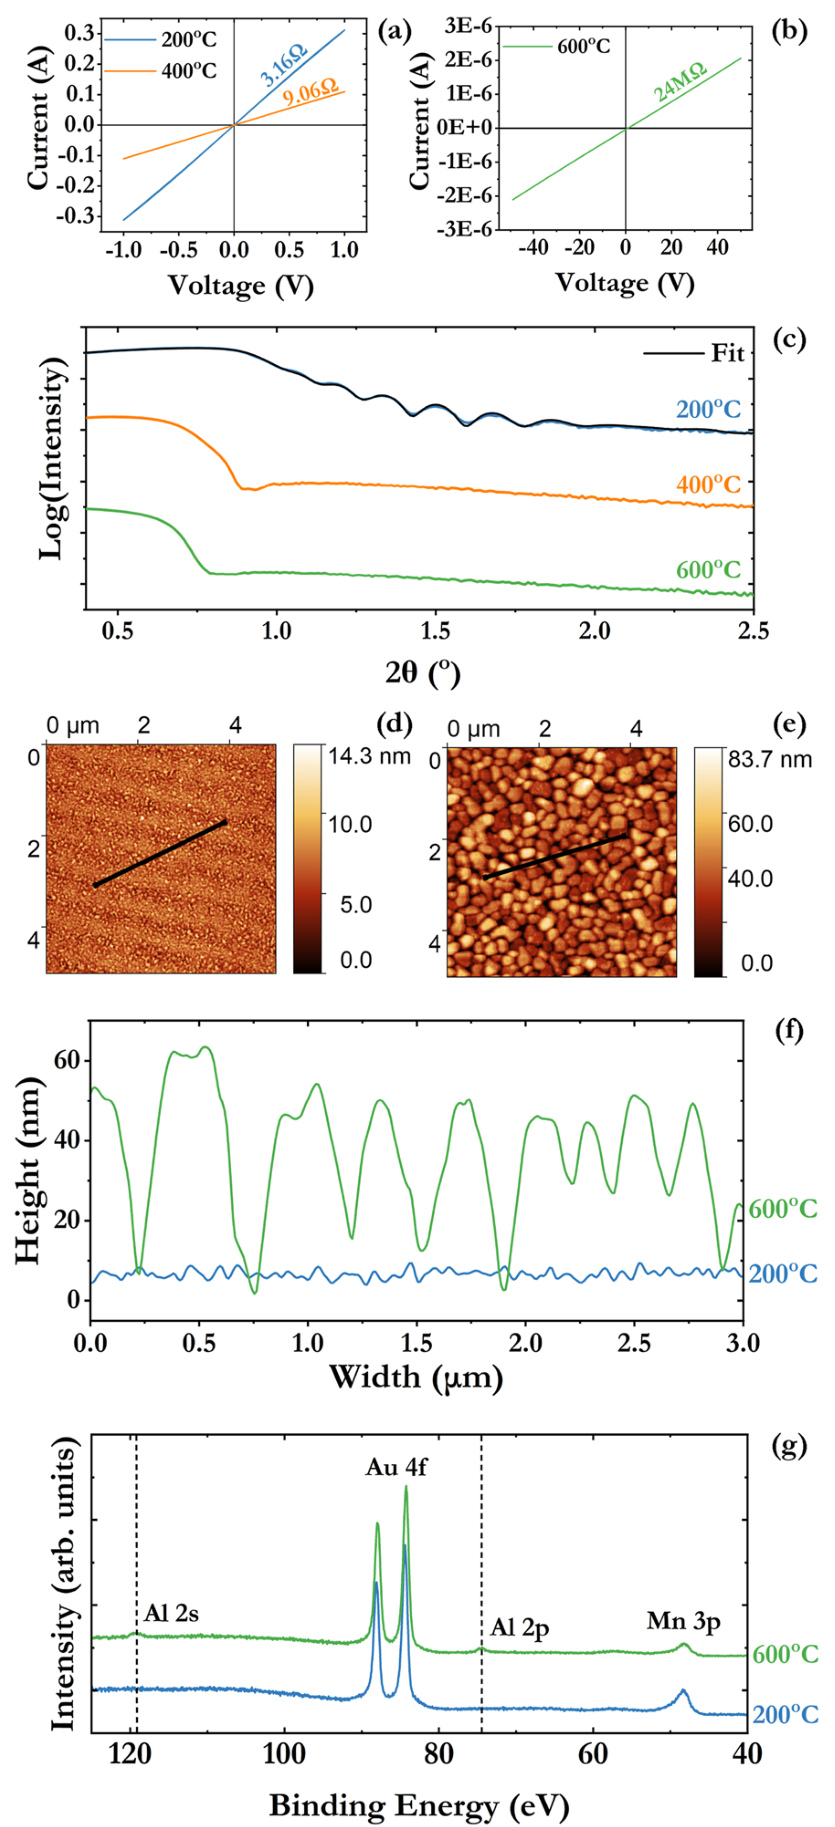 (a)
200°C
400°C
3.16Ω
9.06Ω
0.3
0.2
0.1
0.0
-0.1
-0.2
-0.3
Current (A)
-1.0 -0.5 0.0 0.5 1.0
Voltage (V)
(b)
600°C
24MΩ
3E-6
2E-6
1E-6
0E+0
-1E-6
-2E-6
-3E-6
Current (A)
-40 -20 0 20 40
Voltage (V)
(c)
Fit
200°C
400°C
600°C
Log(Intensity)
0.5 1.0 1.5 2.0 2.5
2θ (°)
0 μm 2 4
(d)
0
2
4
14.3 nm
10.0
5.0
0.0
0 μm 2 4
(e)
0
2
4
83.7 nm
60.0
40.0
0.0
(f)
60
40
20
0
Height (nm)
600°C
200°C
0.0 0.5 1.0 1.5 2.0 2.5 3.0
Width (μm)
(g)
Au 4f
Al 2s
Al 2p
Mn 3p
600°C
200°C
Intensity (arb. units)
120 100 80 60 40
Binding Energy (eV)